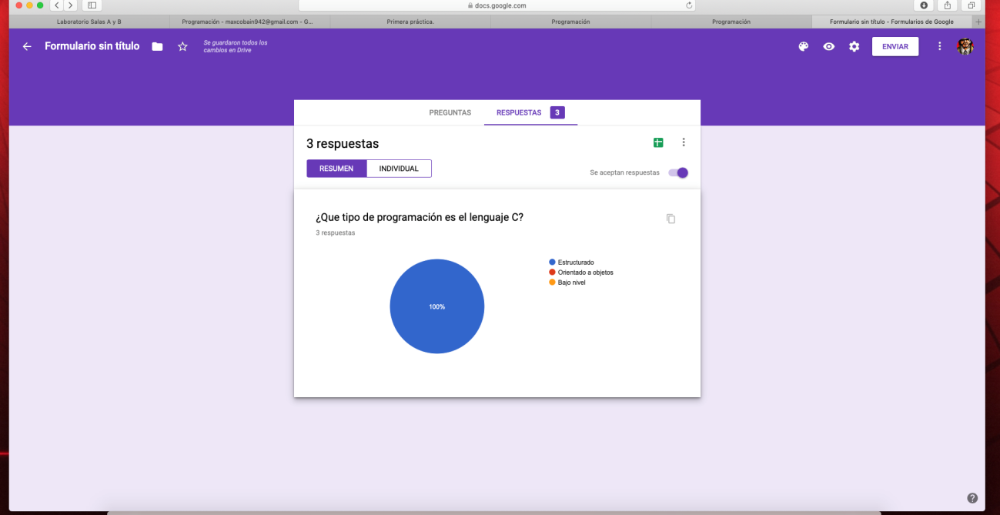 docs.google.com
Laboratorio Salas A y B
Programación - maxcobain942@gmail.com - G...
Primera práctica.
Programación
Programación
Formulario sin título - Formularios de Google
Formulario sin título
Se guardaron todos los
cambios en Drive
ENVIAR
PREGUNTAS
RESPUESTAS 3
3 respuestas
RESUMEN
INDIVIDUAL
Se aceptan respuestas
¿Que tipo de programación es el lenguaje C?
3 respuestas
Estructurado
Orientado a objetos
Bajo nivel
100%